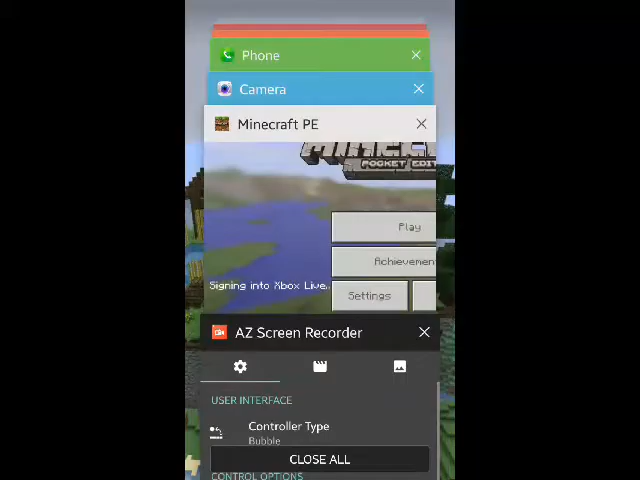 Phone
Camera
Minecraft PE
POCKET EDIT
Play
Achievemen
Signing into Xbox Live..
Settings
AZ Screen Recorder
USER INTERFACE
Controller Type
Bubble
CLOSE ALL
CONTROL OPTIONS